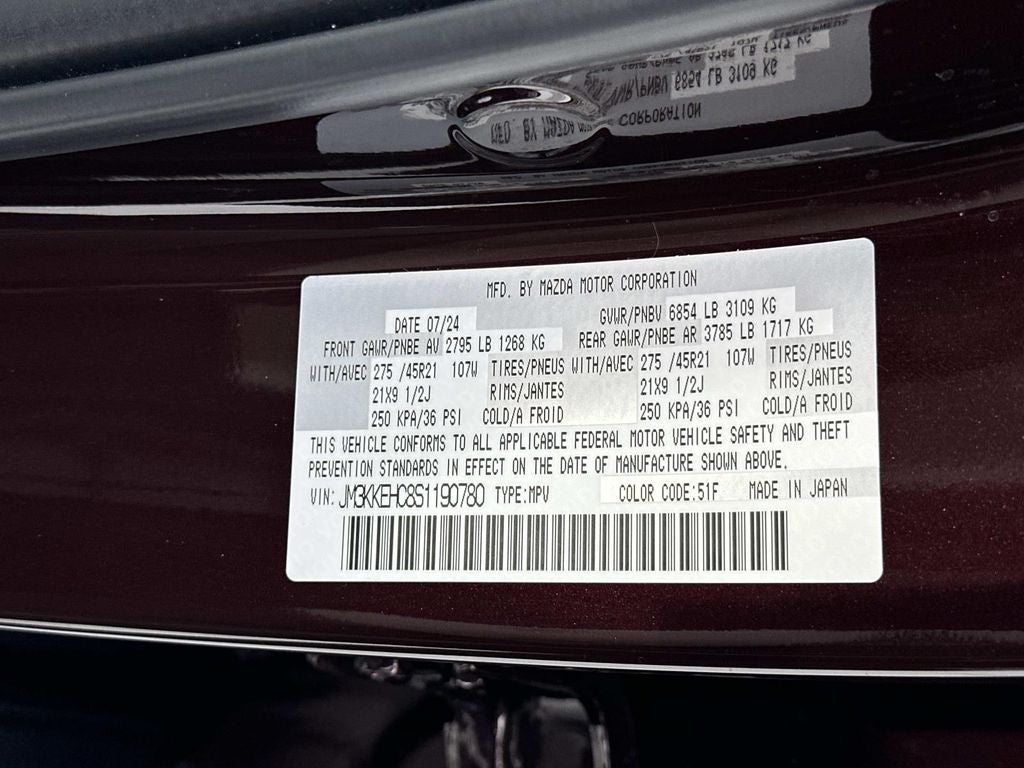 MFD. BY MAZDA MOTOR CORPORATION
DATE 07/24 GVWR/PNBV 6854 LB 3109 KG
FRONT GAWR/PNBE AV 2795 LB 1268 KG REAR GAWR/PNBE AR 3785 LB 1717 KG
WITH/AVEC 275 /45R21 107W TIRES/PNEUS WITH/AVEC 275 /45R21 107W TIRES/PNEUS
21X9 1/2J RIMS/JANTES 21X9 1/2J RIMS/JANTES
250 KPA/36 PSI COLD/A FROID 250 KPA/36 PSI COLD/A FROID
THIS VEHICLE CONFORMS TO ALL APPLICABLE FEDERAL MOTOR VEHICLE SAFETY AND THEFT
PREVENTION STANDARDS IN EFFECT ON THE DATE OF MANUFACTURE SHOWN ABOVE.
VIN: JM3KKEHC8S1190780 TYPE:MPV COLOR CODE:51F MADE IN JAPAN